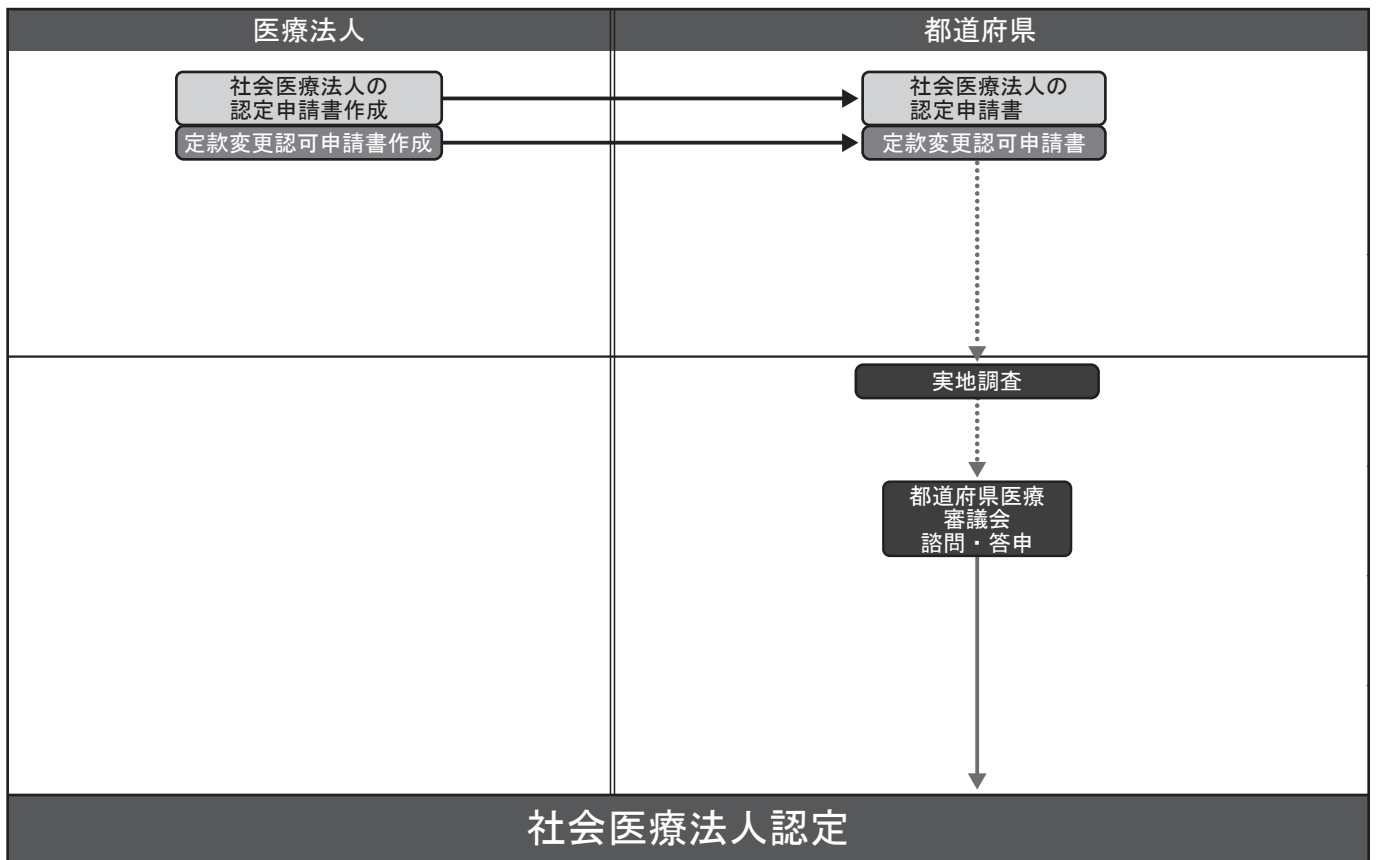 医療法人
都道府県
社会医療法人の
認定申請書作成
社会医療法人の
認定申請書
定款変更認可申請書作成
定款変更認可申請書
実地調査
都道府県医療
審議会
諮問・答申
社会医療法人認定